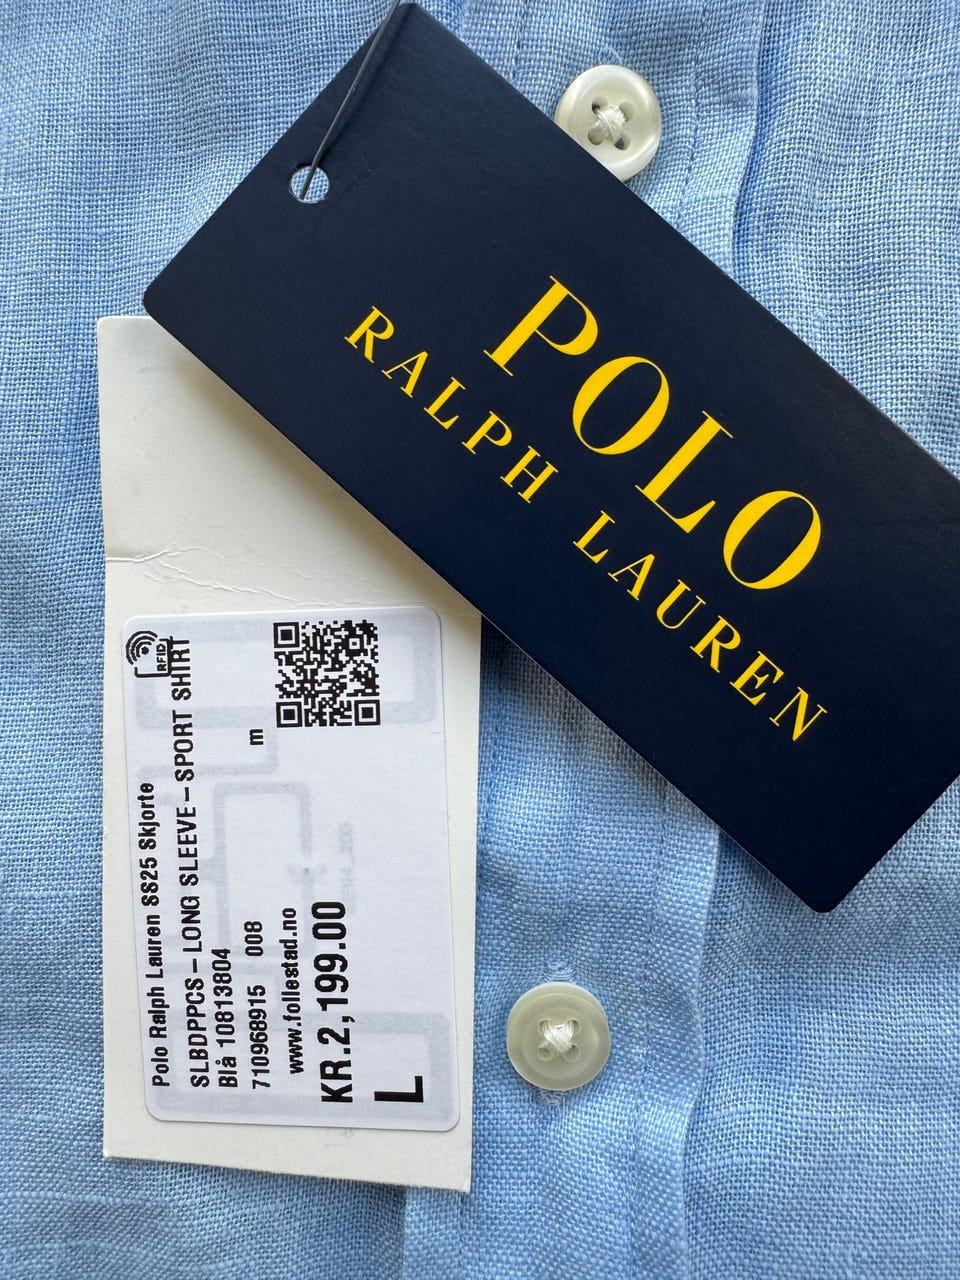 POLO
RALPH LAUREN
RFID
Polo Ralph Lauren SS25 Skjorte
SLBDPPCS – LONG SLEEVE – SPORT SHIRT
Blå 10813804
710968915 008 m
www.follestad.no
KR.2,199.00
L